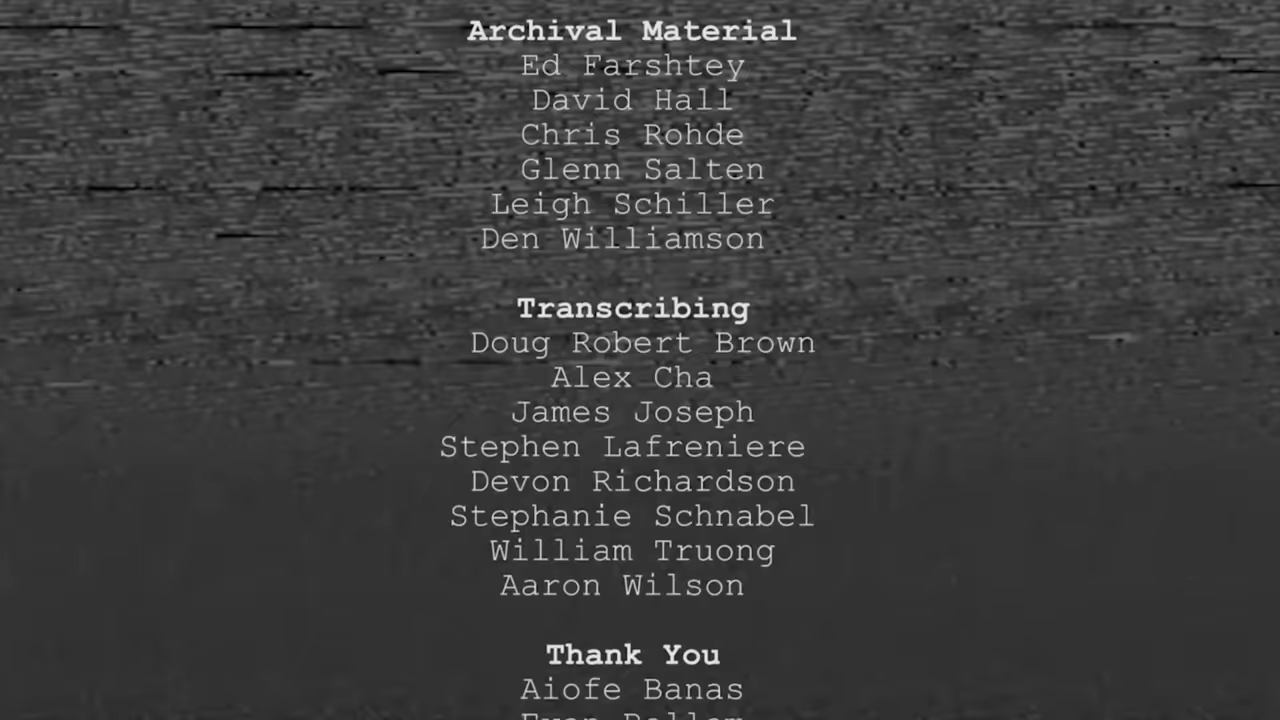 Archival Material
Ed Farshtey
David Hall
Chris Rohde
Glenn Salten
Leigh Schiller
Den Williamson
Transcribing
Doug Robert Brown
Alex Cha
James Joseph
Stephen Lafreniere
Devon Richardson
Stephanie Schnabel
William Truong
Aaron Wilson
Thank You
Aiofe Banas